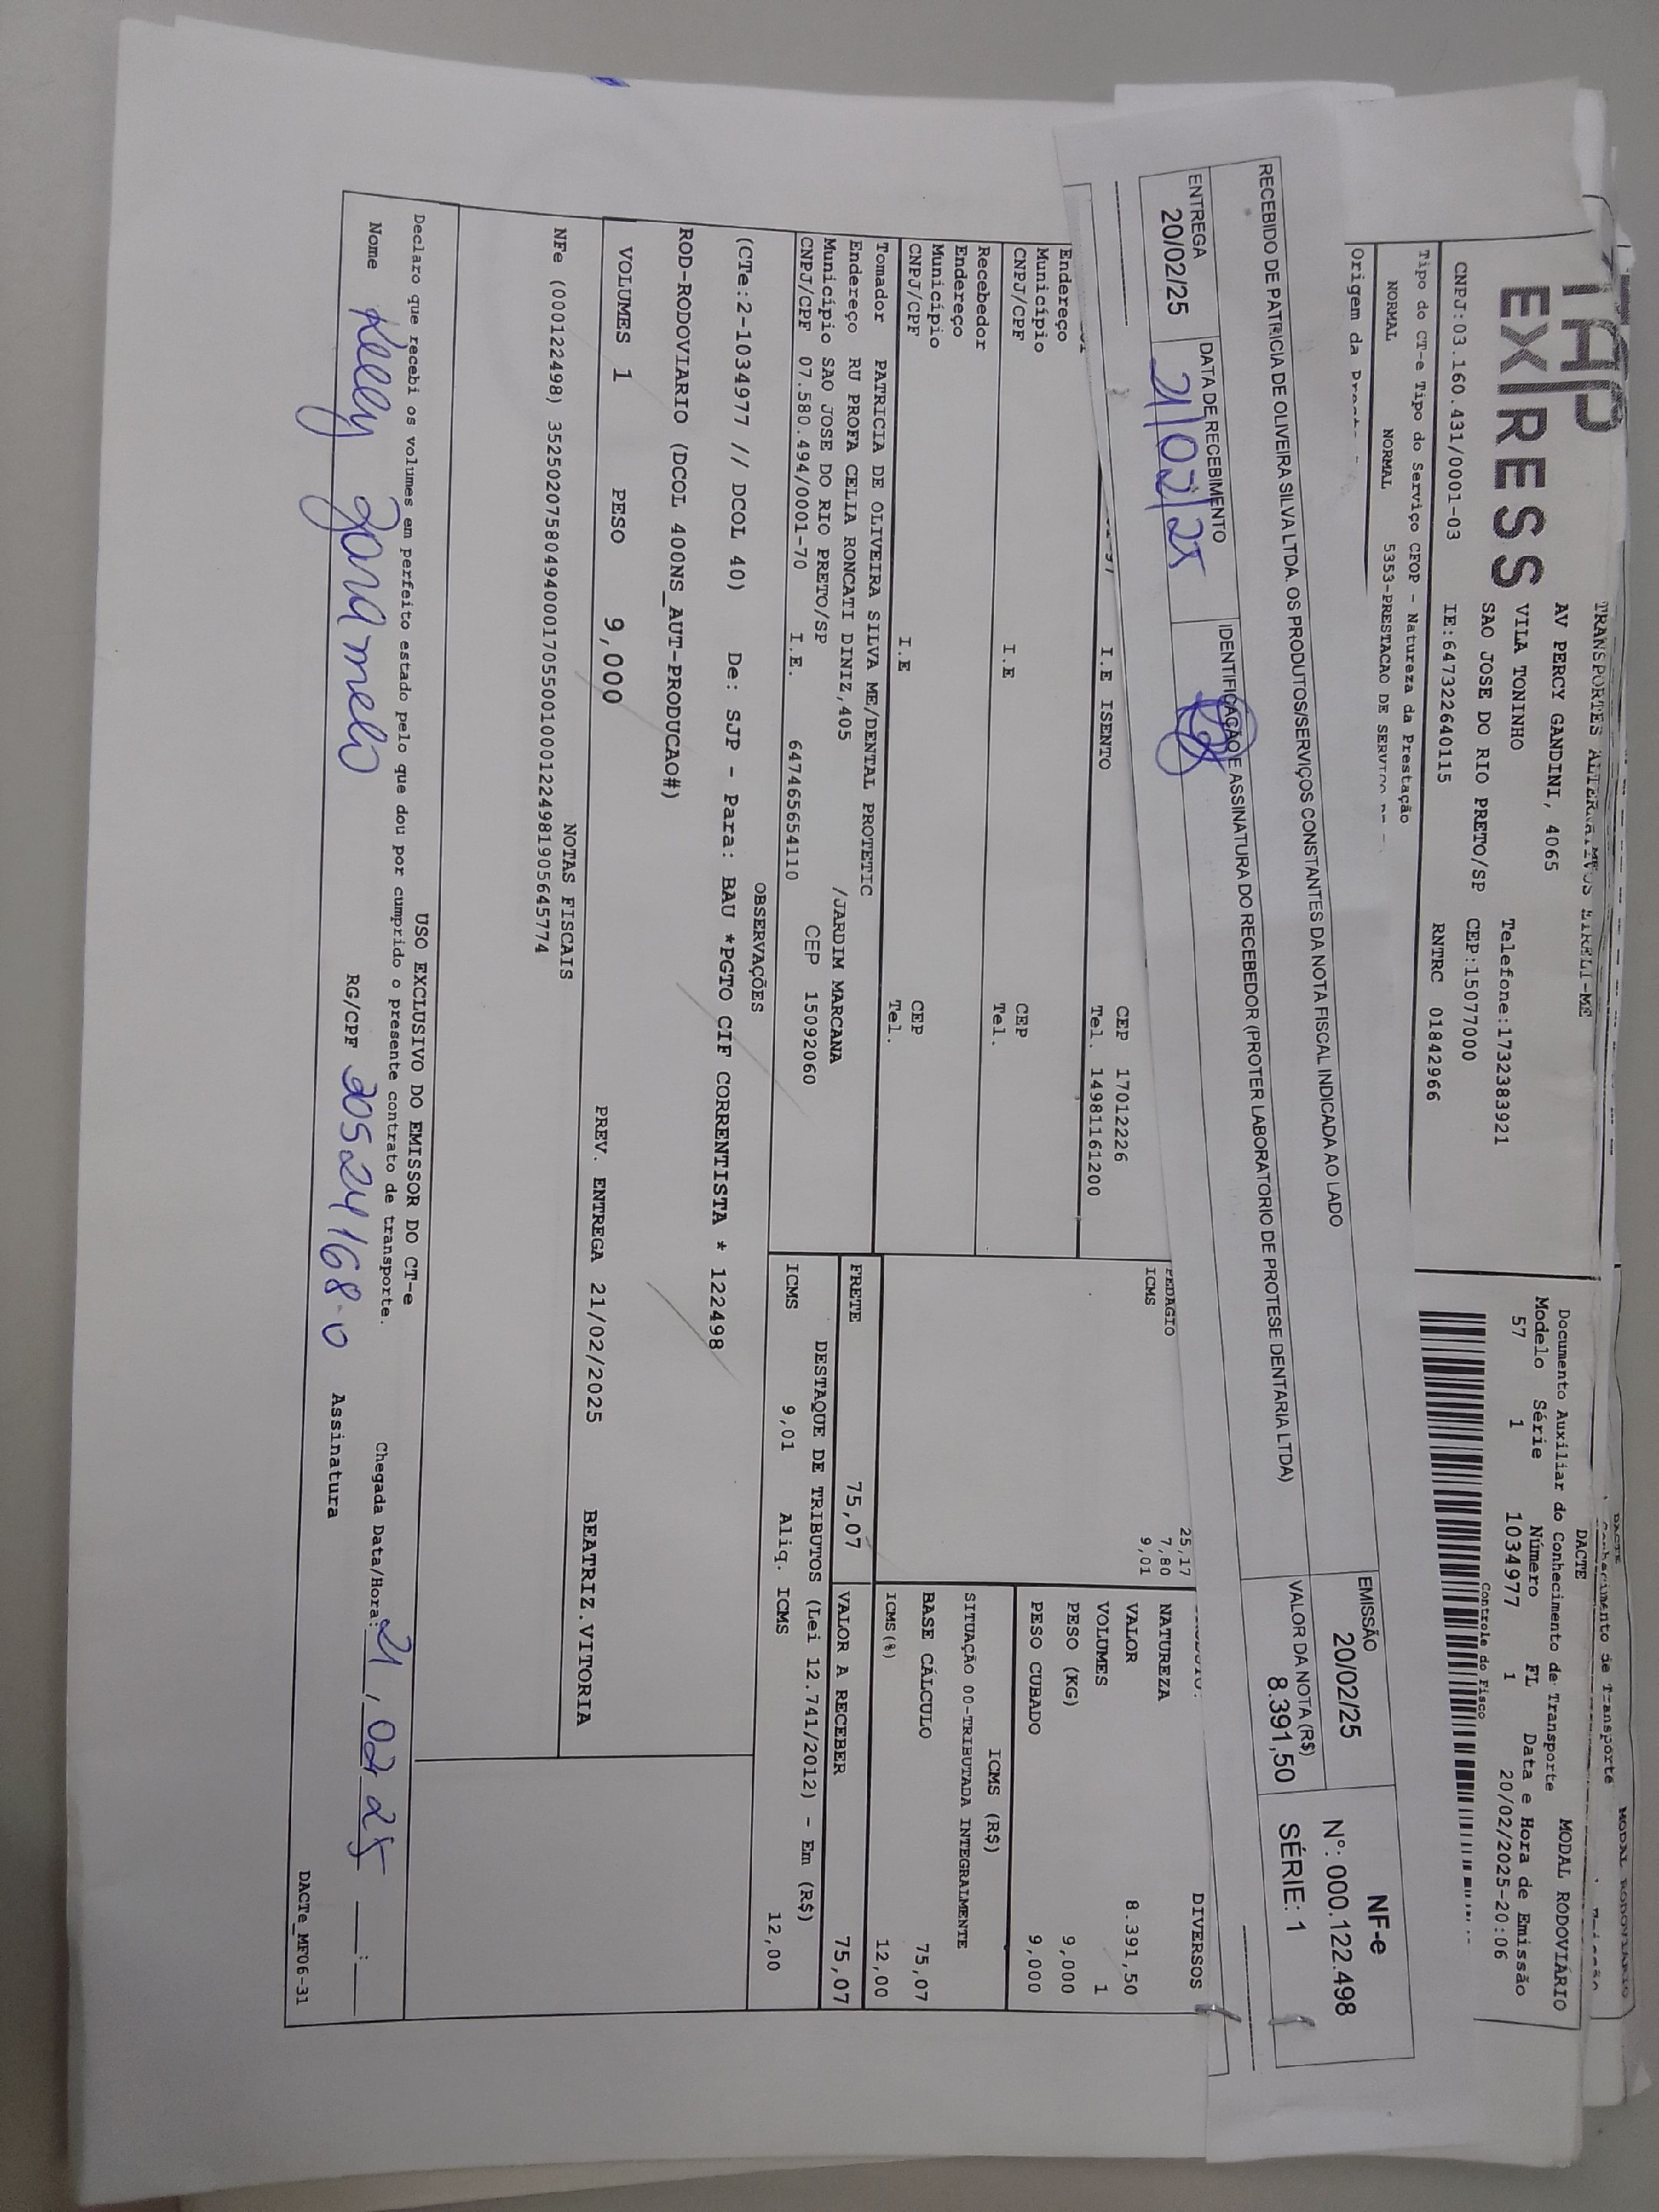 TAP
EXPRESS
TRANSPORTES ALTERNATIVOS EIRELI-ME
AV PERCY GANDINI, 4065
VILA TONINHO
SAO JOSE DO RIO PRETO/SP
Telefone:1732383921
CEP:15077000
CNPJ:03.160.431/0001-03
IE:647322640115
RNTRC 01842966
MODAL RODOVIÁRIO
DACTE
Documento Auxiliar do Conhecimento de Transporte
MODAL RODOVIÁRIO
Modelo Série Número FL Data e Hora de Emissão
57 1 1034977 1 20/02/2025-20:06
Controle do Fisco
Tipo do CT-e Tipo do Serviço CFOP - Natureza da Prestação
NORMAL NORMAL 5353-PRESTACAO DE SERVICO DE
Origem da
RECEBIDO DE PATRICIA DE OLIVEIRA SILVA LTDA. OS PRODUTOS/SERVIÇOS CONSTANTES DA NOTA FISCAL INDICADA AO LADO
EMISSÃO
20/02/25
NF-e
Nº: 000.122.498
SÉRIE: 1
VALOR DA NOTA (R$)
8.391,50
ENTREGA
20/02/25
DATA DE RECEBIMENTO
21/02/25
IDENTIFICAÇÃO E ASSINATURA DO RECEBEDOR (PROTER LABORATORIO DE PROTESE DENTARIA LTDA)
I.E ISENTO
CEP 17012226
Tel. 14981161200
Endereço
Município
CNPJ/CPF I.E CEP
Tel.
Recebedor
Endereço
Município
CNPJ/CPF I.E CEP
Tel.
Tomador PATRICIA DE OLIVEIRA SILVA ME/DENTAL PROTETIC
Endereço RU PROFA CELIA RONCATI DINIZ,405 /JARDIM MARCANA
Município SAO JOSE DO RIO PRETO/SP CEP 15092060
CNPJ/CPF 07.580.494/0001-70 I.E. 647465654110
25,17
PEDAGIO 7,80
ICMS 9,01
NATUREZA DIVERSOS
VALOR 8.391,50
VOLUMES 1
PESO (KG) 9,000
PESO CUBADO 9,000
ICMS (R$)
SITUAÇÃO 00-TRIBUTADA INTEGRALMENTE
BASE CÁLCULO 75,07
ICMS(%) 12,00
FRETE 75,07 VALOR A RECEBER 75,07
DESTAQUE DE TRIBUTOS (Lei 12.741/2012) - Em (R$)
ICMS 9,01 Aliq. ICMS 12,00
OBSERVAÇÕES
(CTe:2-1034977 // DCOL 40) De: SJP - Para: BAU *PGTO CIF CORRENTISTA * 122498
ROD-RODOVIARIO (DCOL 400NS_AUT-PRODUCAO#)
VOLUMES 1 PESO 9,000 PREV. ENTREGA 21/02/2025 BEATRIZ.VITORIA
NOTAS FISCAIS
NFe (000122498) 35250207580494000170550010001224981905645774
USO EXCLUSIVO DO EMISSOR DO CT-e
Declaro que recebi os volumes em perfeito estado pelo que dou por cumprido o presente contrato de transporte.
Chegada Data/Hora: 21/02 25 __:__
Nome Kelly Jaramelo RG/CPF 30524168-0 Assinatura
DACTe_MF06-31